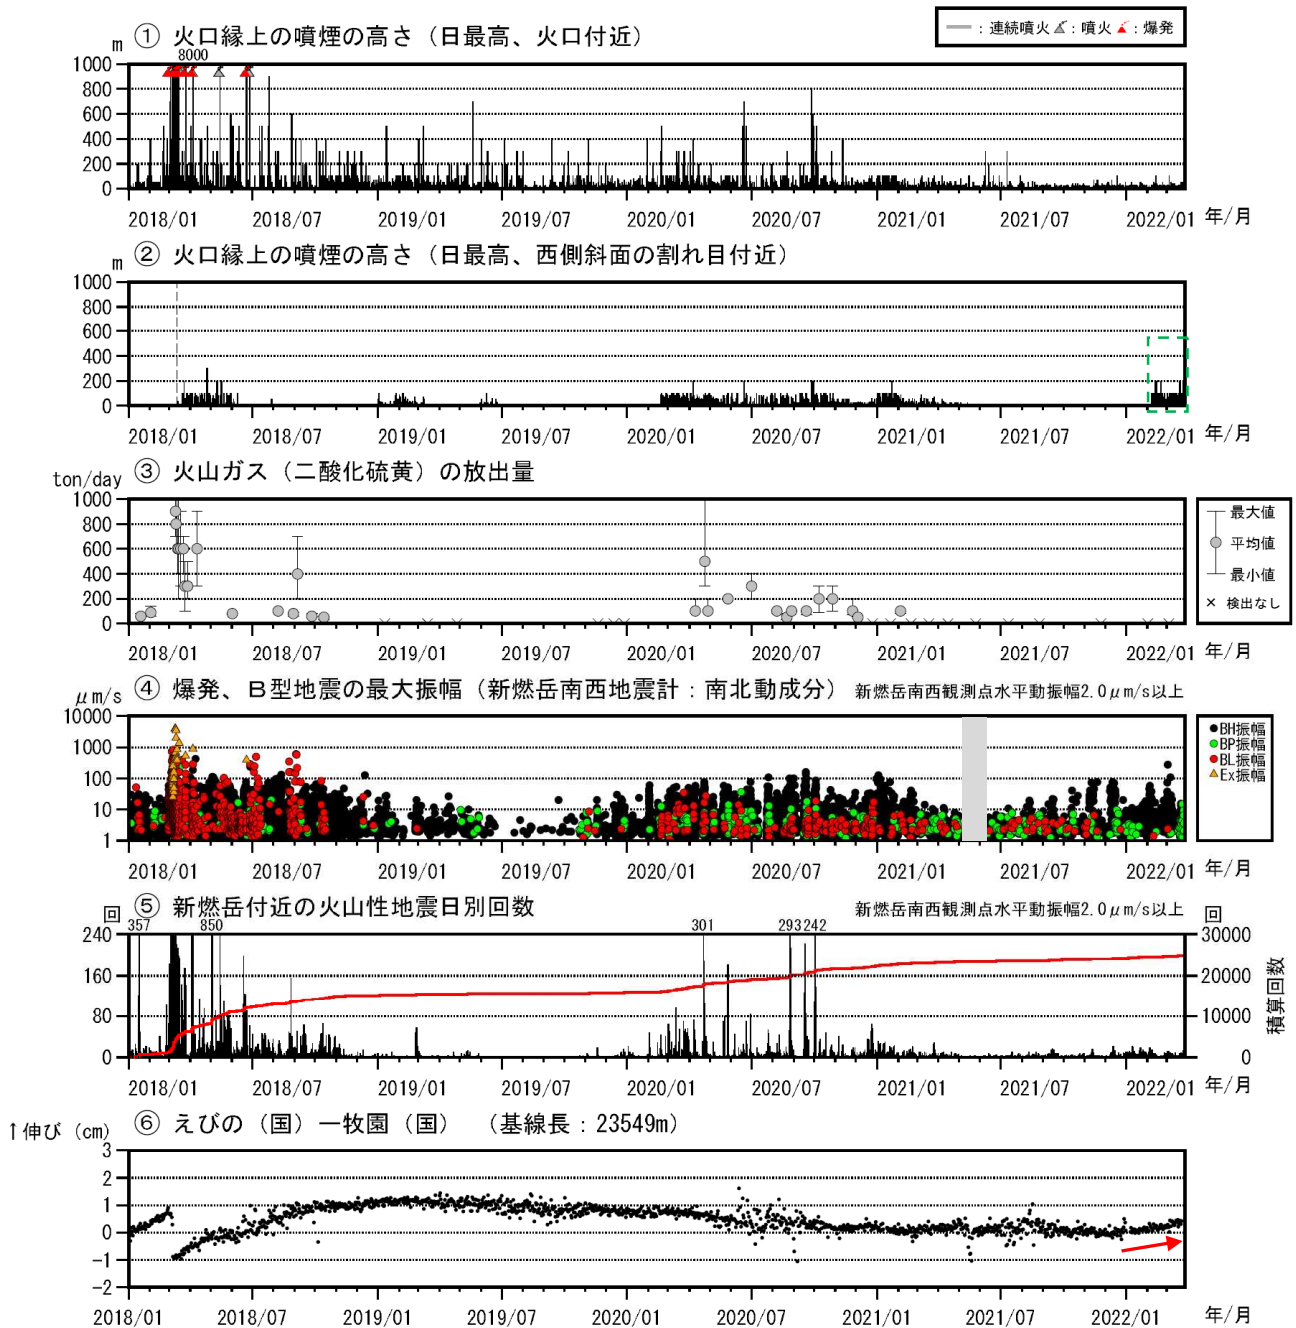 ① 火口縁上の噴煙の高さ（日最高、火口付近）
：連続噴火 ：噴火 ：爆発
m
8000
1000
800
600
400
200
0
2018/01 2018/07 2019/01 2019/07 2020/01 2020/07 2021/01 2021/07 2022/01 年/月
② 火口縁上の噴煙の高さ（日最高、西側斜面の割れ目付近）
m
1000
800
600
400
200
0
2018/01 2018/07 2019/01 2019/07 2020/01 2020/07 2021/01 2021/07 2022/01 年/月
③ 火山ガス（二酸化硫黄）の放出量
ton/day
1000
800
600
400
200
0
最大値
平均値
最小値
× 検出なし
2018/01 2018/07 2019/01 2019/07 2020/01 2020/07 2021/01 2021/07 2022/01 年/月
④ 爆発、Ｂ型地震の最大振幅（新燃岳南西地震計：南北動成分） 新燃岳南西観測点水平動振幅2.0μm/s以上
μm/s
10000
1000
100
10
1
BH振幅
BP振幅
BL振幅
Ex振幅
2018/01 2018/07 2019/01 2019/07 2020/01 2020/07 2021/01 2021/07 2022/01 年/月
⑤ 新燃岳付近の火山性地震日別回数 新燃岳南西観測点水平動振幅2.0μm/s以上
回 回
357 850 301 293 242
240 30000
160 20000
80 10000
0 0
積算回数
2018/01 2018/07 2019/01 2019/07 2020/01 2020/07 2021/01 2021/07 2022/01 年/月
⑥ えびの（国）－牧園（国） （基線長：23549m）
↑伸び（cm）
3
2
1
0
-1
-2
2018/01 2018/07 2019/01 2019/07 2020/01 2020/07 2021/01 2021/07 2022/01 年/月